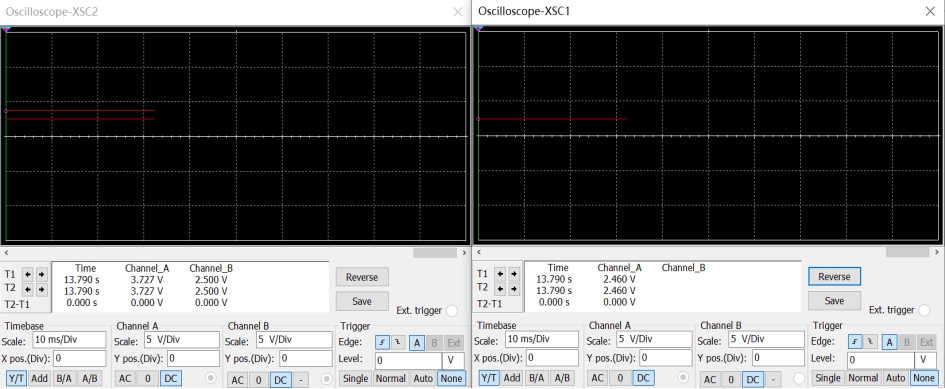 Oscilloscope-XSC2
T1
T2
T2-T1
Time Channel_A Channel_B
13.790 s 3.727 V 2.500 V
13.790 s 3.727 V 2.500 V
0.000 s 0.000 V 0.000 V
Reverse
Save
Ext. trigger
Timebase
Scale: 10 ms/Div
X pos.(Div): 0
Y/T Add B/A A/B
Channel A
Scale: 5 V/Div
Y pos.(Div): 0
AC 0 DC
Channel B
Scale: 5 V/Div
Y pos.(Div): 0
AC 0 DC -
Trigger
Edge: A B Ext
Level: 0 V
Single Normal Auto None
Oscilloscope-XSC1
T1
T2
T2-T1
Time Channel_A Channel_B
13.790 s 2.460 V
13.790 s 2.460 V
0.000 s 0.000 V
Reverse
Save
Ext. trigger
Timebase
Scale: 10 ms/Div
X pos.(Div): 0
Y/T Add B/A A/B
Channel A
Scale: 5 V/Div
Y pos.(Div): 0
AC 0 DC
Channel B
Scale: 5 V/Div
Y pos.(Div): 0
AC 0 DC -
Trigger
Edge: A B Ext
Level: 0 V
Single Normal Auto None